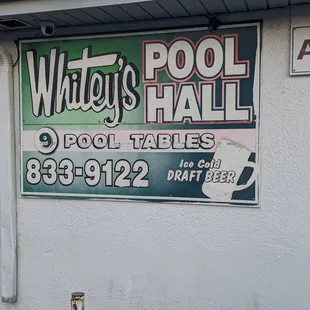 Whitey's POOL HALL
9 POOL TABLES
833-9122
Ice Cold
DRAFT BEER
A